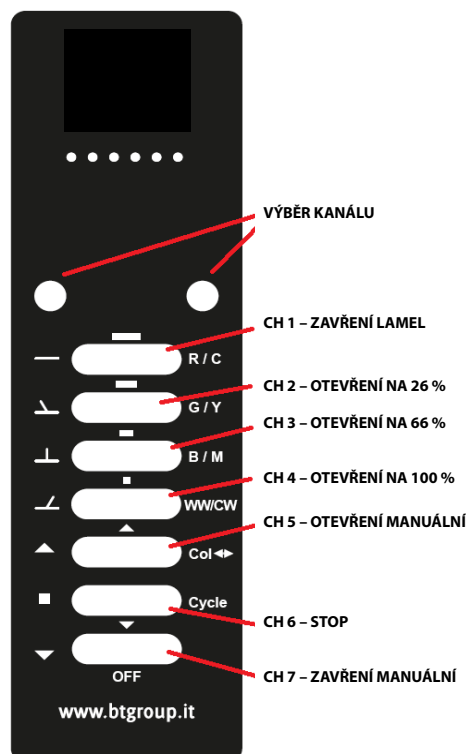 VÝBĚR KANÁLU
CH 1 – ZAVŘENÍ LAMEL
R / C
CH 2 – OTEVŘENÍ NA 26 %
G / Y
CH 3 – OTEVŘENÍ NA 66 %
B / M
CH 4 – OTEVŘENÍ NA 100 %
WW/CW
CH 5 – OTEVŘENÍ MANUÁLNÍ
Col
Cycle
CH 6 – STOP
CH 7 – ZAVŘENÍ MANUÁLNÍ
OFF
www.btgroup.it